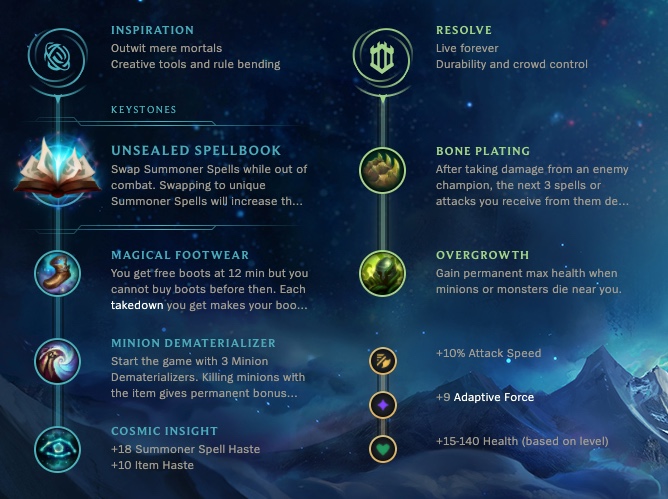 INSPIRATION
Outwit mere mortals
Creative tools and rule bending
KEYSTONES
UNSEALED SPELLBOOK
Swap Summoner Spells while out of
combat. Swapping to unique
Summoner Spells will increase th...
MAGICAL FOOTWEAR
You get free boots at 12 min but you
cannot buy boots before then. Each
takedown you get makes your boo...
MINION DEMATERIALIZER
Start the game with 3 Minion
Dematerializers. Killing minions with
the item gives permanent bonus...
COSMIC INSIGHT
+18 Summoner Spell Haste
+10 Item Haste
RESOLVE
Live forever
Durability and crowd control
BONE PLATING
After taking damage from an enemy
champion, the next 3 spells or
attacks you receive from them de...
OVERGROWTH
Gain permanent max health when
minions or monsters die near you.
+10% Attack Speed
+9 Adaptive Force
+15-140 Health (based on level)